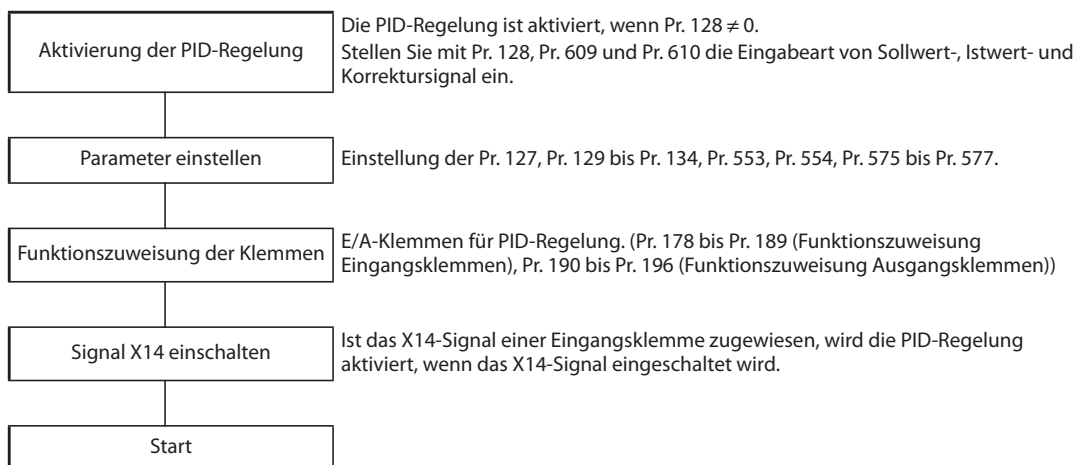 Aktivierung der PID-Regelung
Die PID-Regelung ist aktiviert, wenn Pr. 128 ≠ 0.
Stellen Sie mit Pr. 128, Pr. 609 und Pr. 610 die Eingabeart von Sollwert-, Istwert- und
Korrektursignal ein.
Parameter einstellen
Einstellung der Pr. 127, Pr. 129 bis Pr. 134, Pr. 553, Pr. 554, Pr. 575 bis Pr. 577.
Funktionszuweisung der Klemmen
E/A-Klemmen für PID-Regelung. (Pr. 178 bis Pr. 189 (Funktionszuweisung
Eingangsklemmen), Pr. 190 bis Pr. 196 (Funktionszuweisung Ausgangsklemmen))
Signal X14 einschalten
Ist das X14-Signal einer Eingangsklemme zugewiesen, wird die PID-Regelung
aktiviert, wenn das X14-Signal eingeschaltet wird.
Start